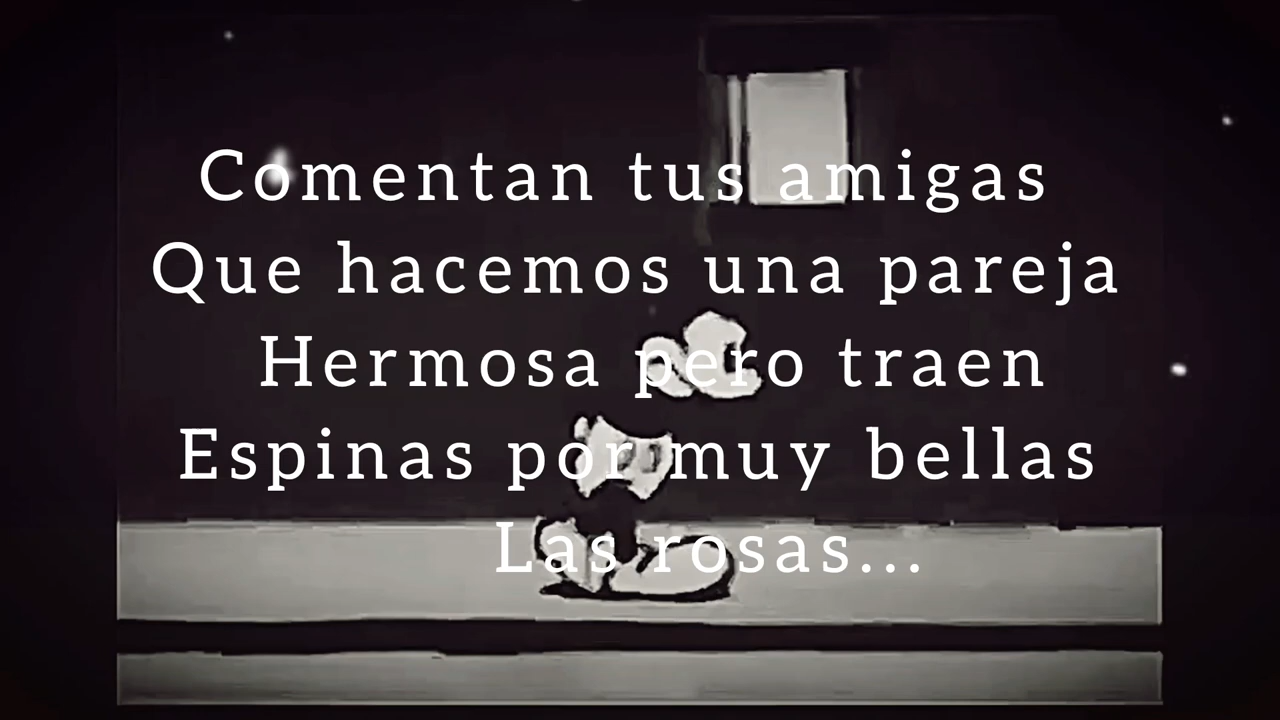 Comentan tus amigas
Que hacemos una pareja
Hermosa pero traen
Espinas por muy bellas
Las rosas...